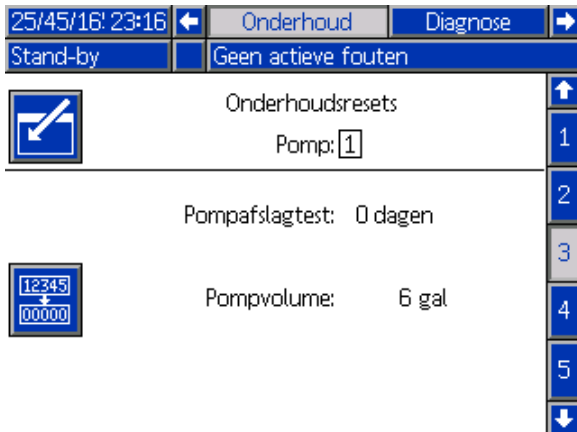 25/45/16' 23:16 Onderhoud Diagnose
Stand-by Geen actieve fouten
Onderhoudsresets
Pomp: 1
Pompafslagtest: 0 dagen
12345
00000
Pompvolume: 6 gal
1
2
3
4
5